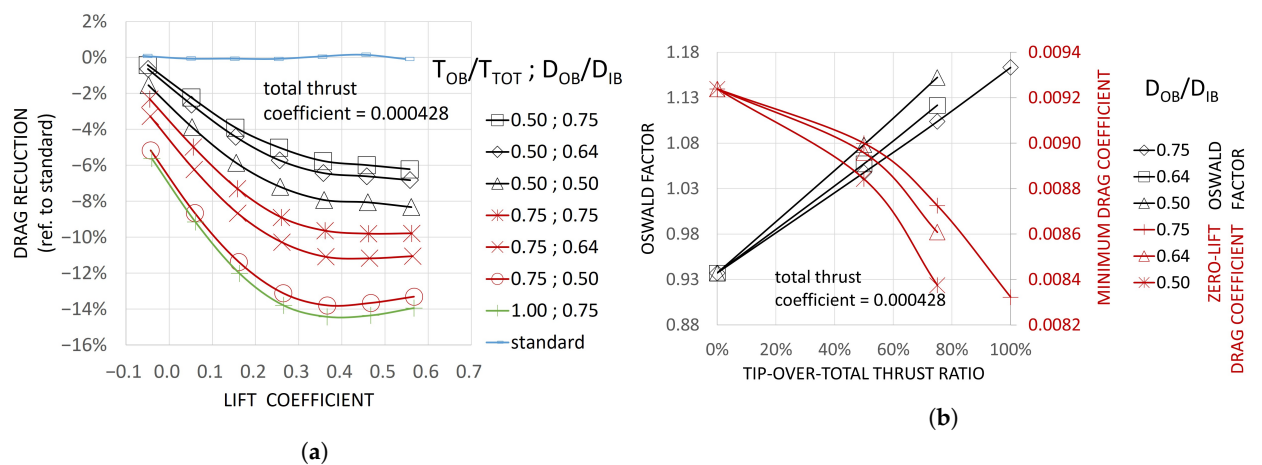 2%
0%
−2%
−4%
−6%
−8%
−10%
−12%
−14%
−16%
DRAG RECUCTION
(ref. to standard)
−0.1
0.0
0.1
0.2
0.3
0.4
0.5
0.6
0.7
LIFT COEFFICIENT
total thrust
coefficient = 0.000428
TOB/TTOT ; DOB/DIB
0.50 ; 0.75
0.50 ; 0.64
0.50 ; 0.50
0.75 ; 0.75
0.75 ; 0.64
0.75 ; 0.50
1.00 ; 0.75
standard
(a)
1.18
1.13
1.08
1.03
0.98
0.93
0.88
OSWALD FACTOR
0%
20%
40%
60%
80%
100%
TIP-OVER-TOTAL THRUST RATIO
total thrust
coefficient = 0.000428
0.0094
0.0092
0.0090
0.0088
0.0086
0.0084
0.0082
MINIMUM DRAG COEFFICIENT
DOB/DIB
0.75
0.64
0.50
0.75
0.64
0.50
OSWALD
FACTOR
ZERO-LIFT
DRAG COEFFICIENT
(b)